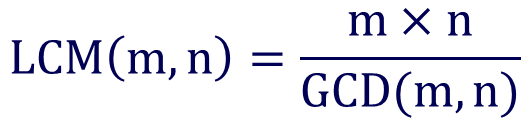 LCM(m, n) = m × n / GCD(m, n)